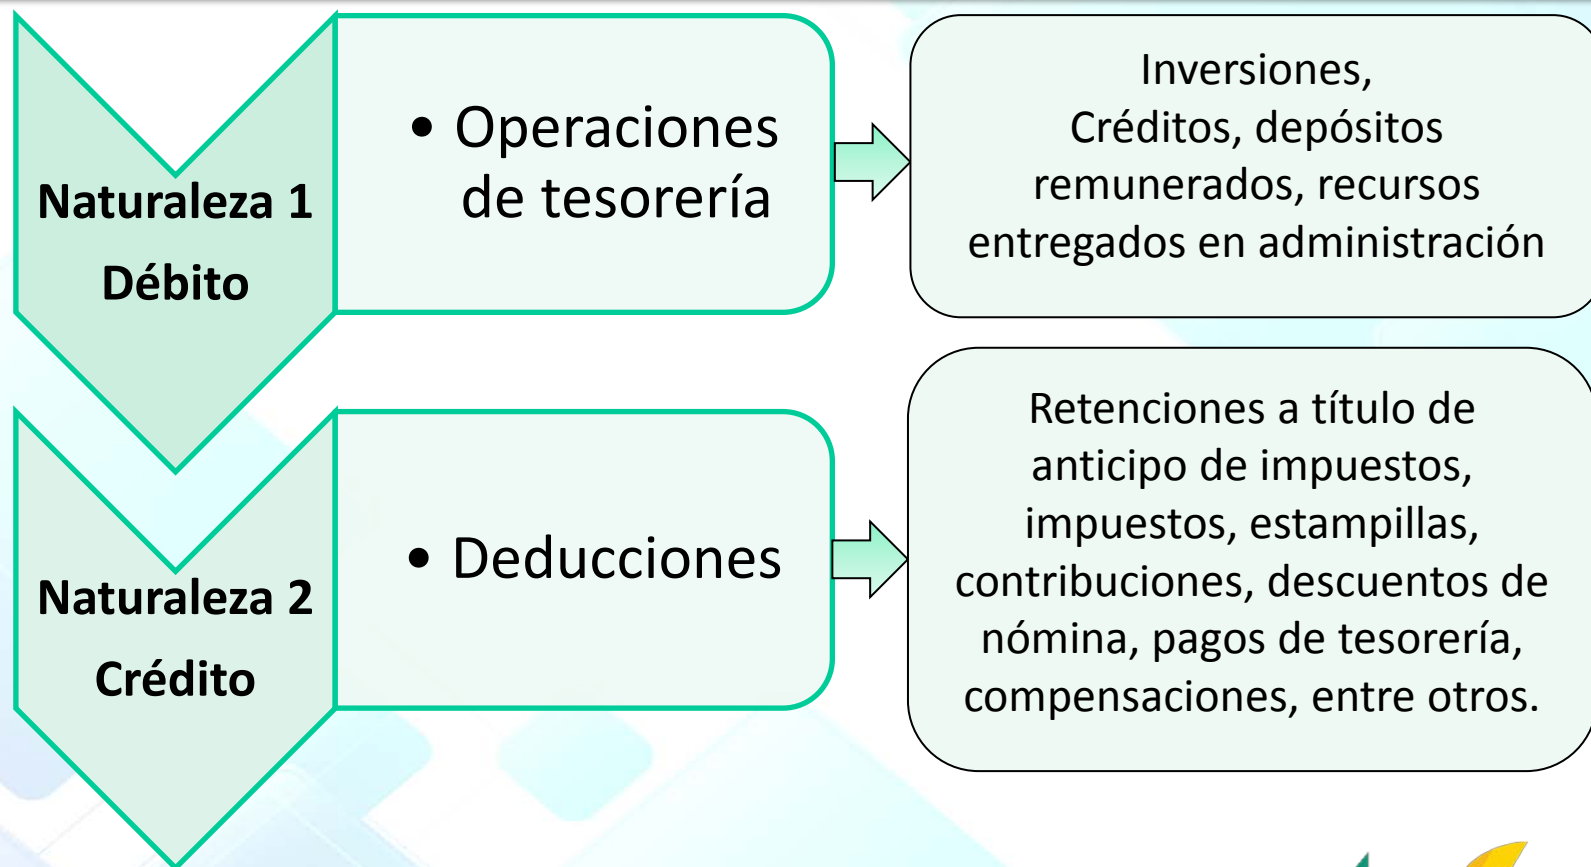 Naturaleza 1
Débito
• Operaciones
de tesorería
Inversiones,
Créditos, depósitos
remunerados, recursos
entregados en administración
Naturaleza 2
Crédito
• Deducciones
Retenciones a título de
anticipo de impuestos,
impuestos, estampillas,
contribuciones, descuentos de
nómina, pagos de tesorería,
compensaciones, entre otros.